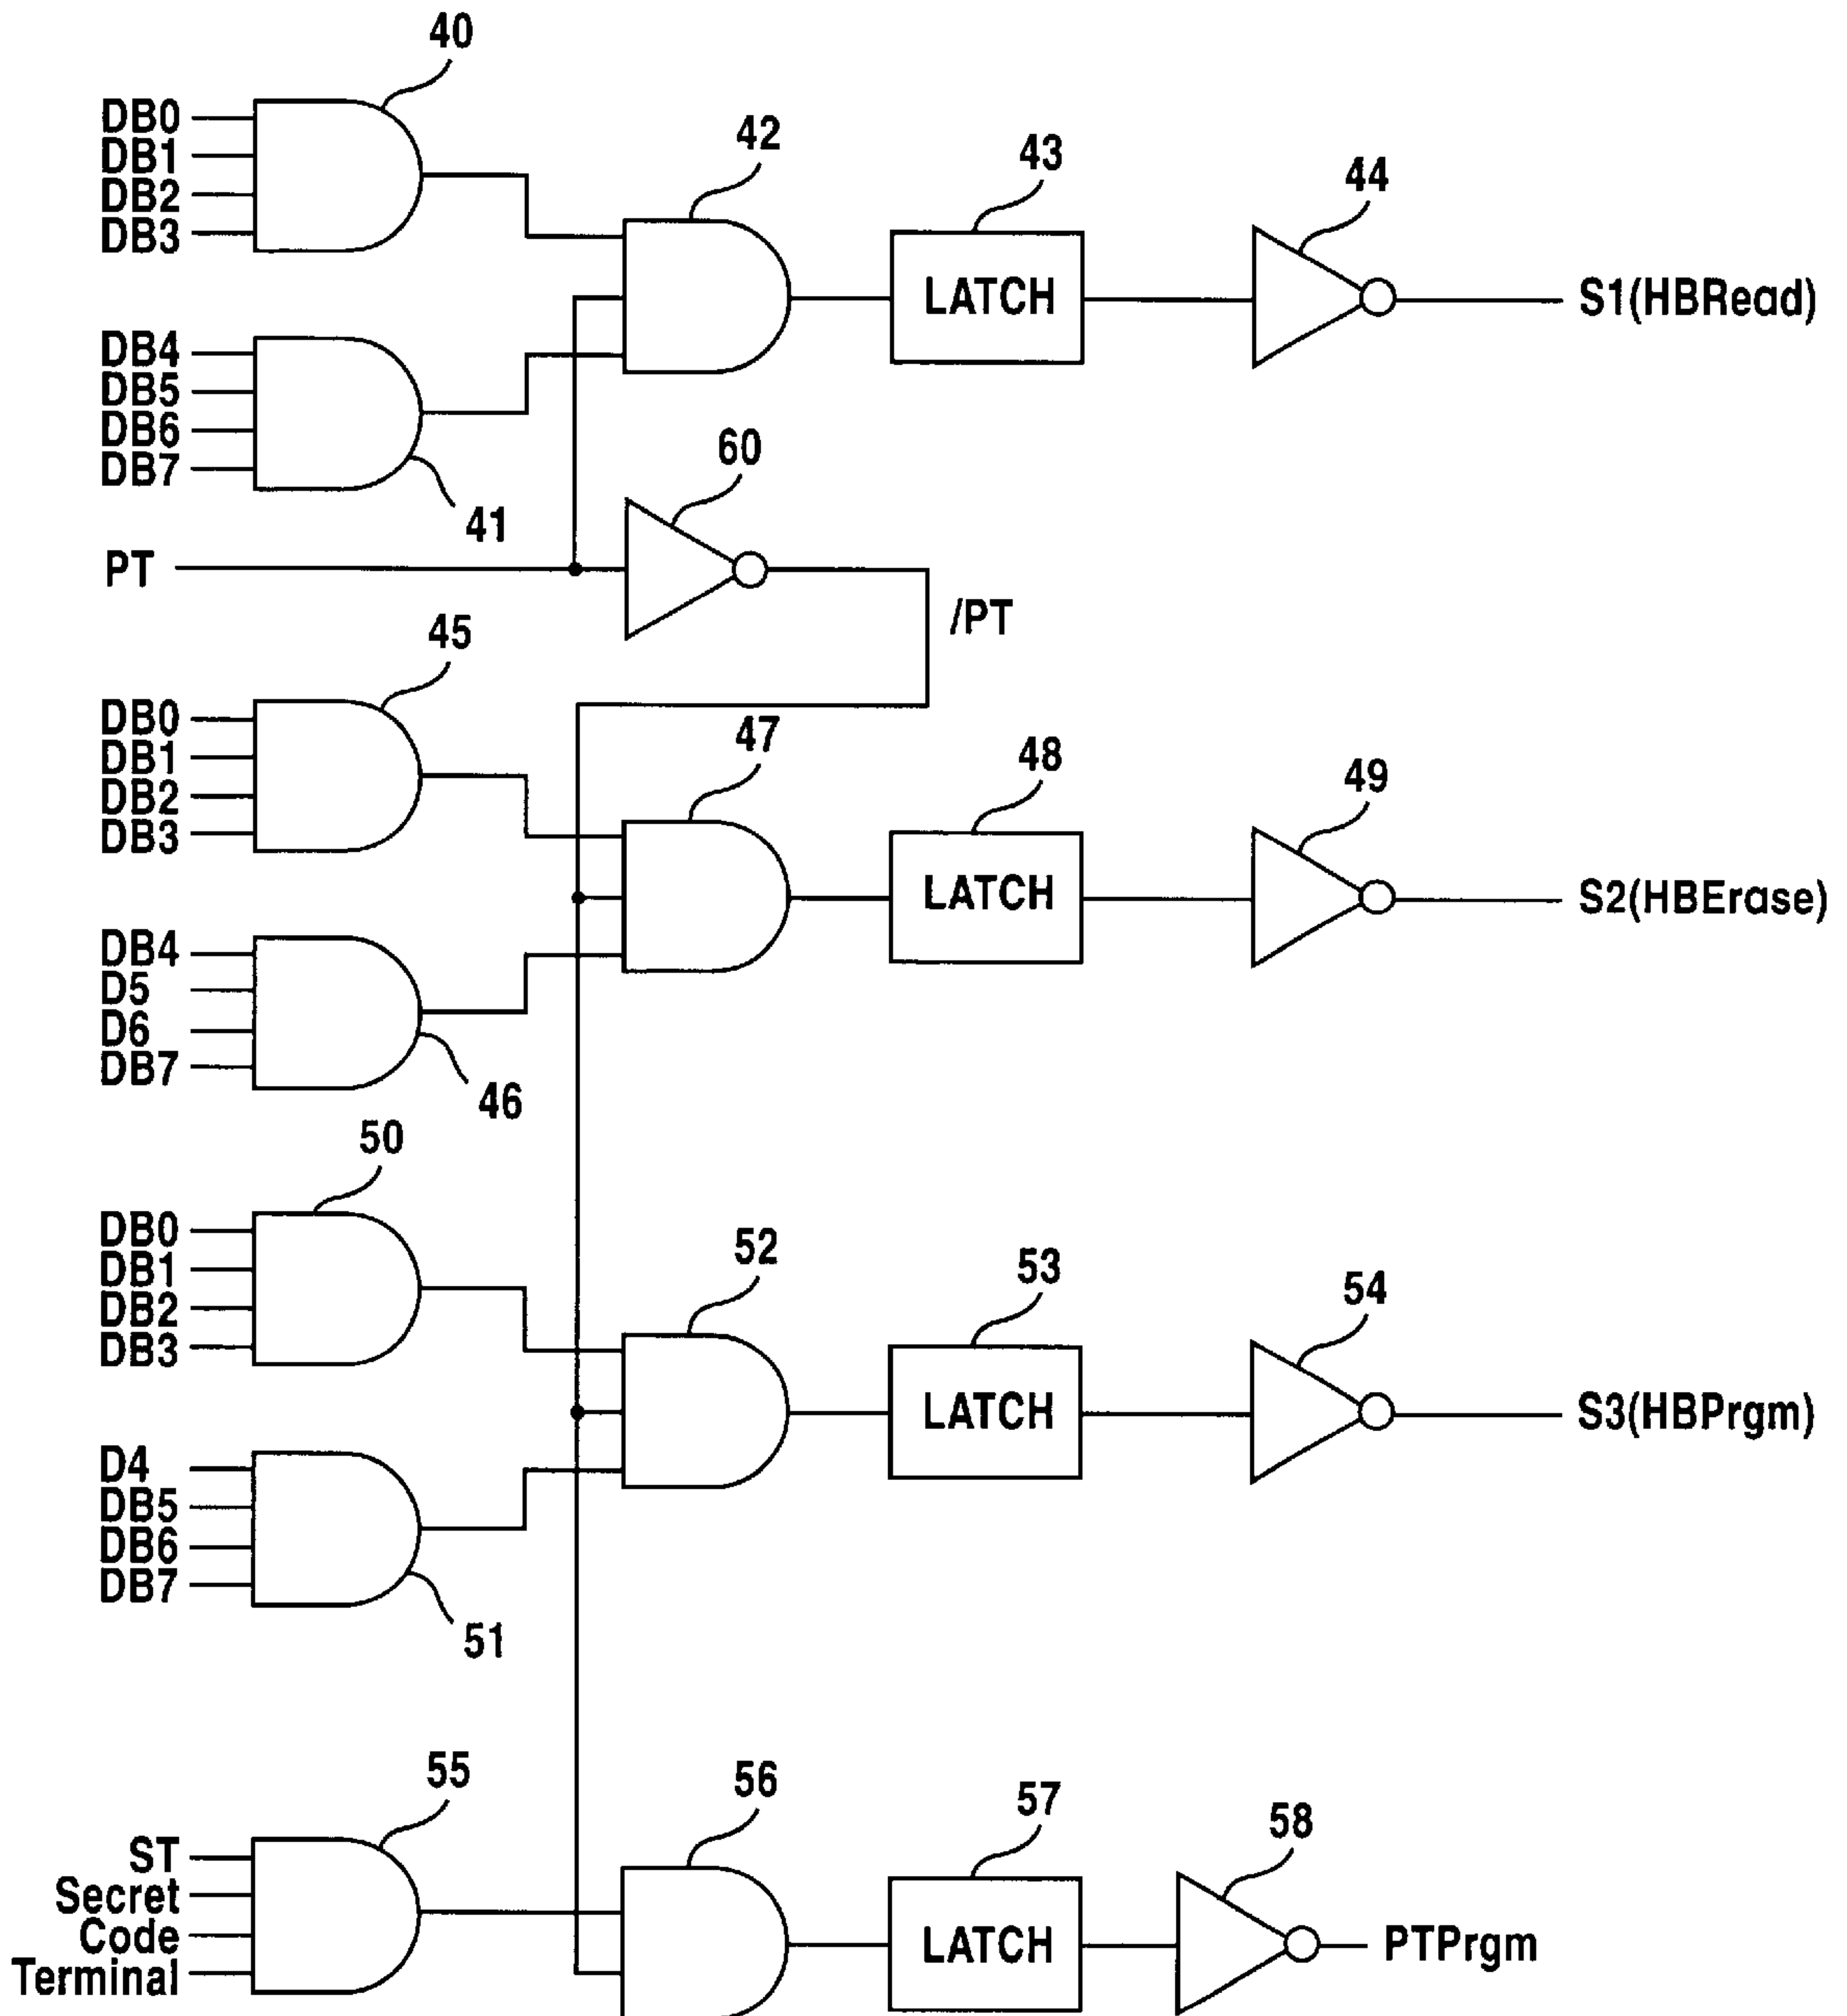 40
DB0
DB1
DB2
DB3
42
43
44
LATCH
S1(HBRead)
DB4
DB5
DB6
DB7
41
60
PT
/PT
45
DB0
DB1
DB2
DB3
47
48
49
LATCH
S2(HBErase)
DB4
D5
D6
DB7
46
50
DB0
DB1
DB2
DB3
52
53
54
LATCH
S3(HBPrgm)
D4
DB5
DB6
DB7
51
55
56
57
58
ST
Secret
Code
Terminal
LATCH
PTPrgm